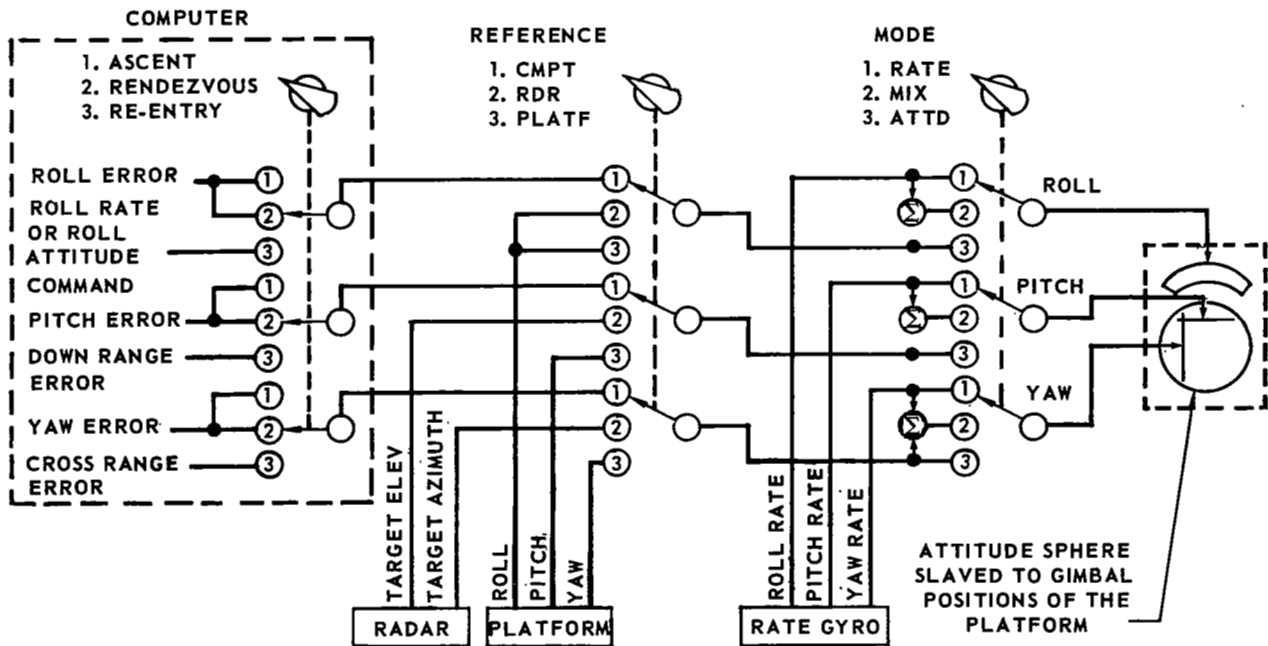 COMPUTER
1. ASCENT
2. RENDEZVOUS
3. RE-ENTRY
REFERENCE
1. CMPT
2. RDR
3. PLATF
MODE
1. RATE
2. MIX
3. ATTD
ROLL ERROR
ROLL RATE
OR ROLL
ATTITUDE
COMMAND
PITCH ERROR
DOWN RANGE
ERROR
YAW ERROR
CROSS RANGE
ERROR
1
2
3
1
2
3
1
2
3
1
2
3
1
2
3
1
2
3
1
Σ 2
3
1
Σ 2
3
1
Σ 2
3
ROLL
PITCH
YAW
TARGET ELEV
TARGET AZIMUTH
ROLL
PITCH
YAW
ROLL RATE
PITCH RATE
YAW RATE
RADAR
PLATFORM
RATE GYRO
ATTITUDE SPHERE
SLAVED TO GIMBAL
POSITIONS OF THE
PLATFORM